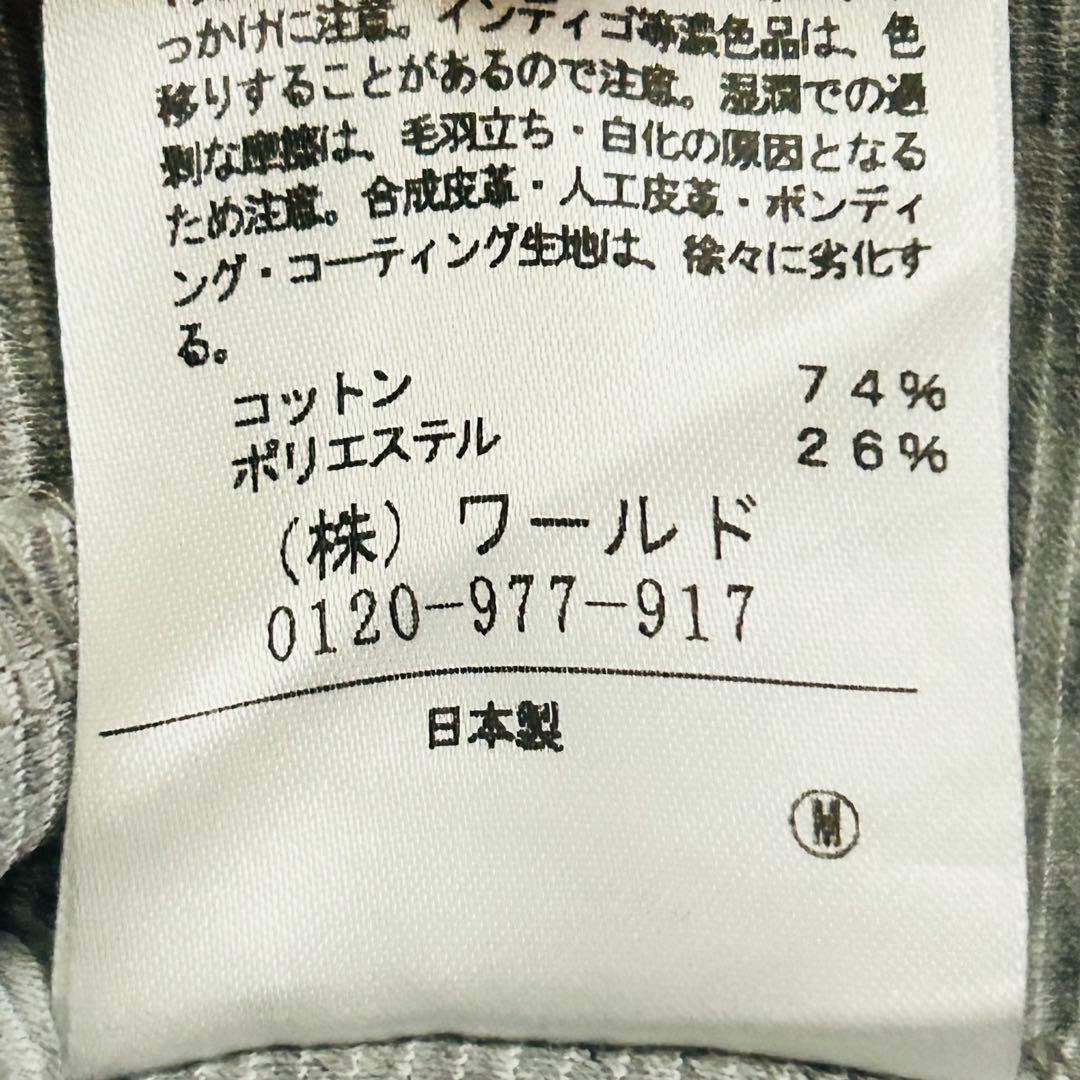 っかけに注意。インディゴ等濃色品は、色
移りすることがあるので注意。湿潤での過
剰な摩擦は、毛羽立ち・白化の原因となる
ため注意。合成皮革・人工皮革・ボンディ
ング・コーティング生地は、徐々に劣化す
る。
コットン 74%
ポリエステル 26%
(株)ワールド
0120-977-917
日本製
M